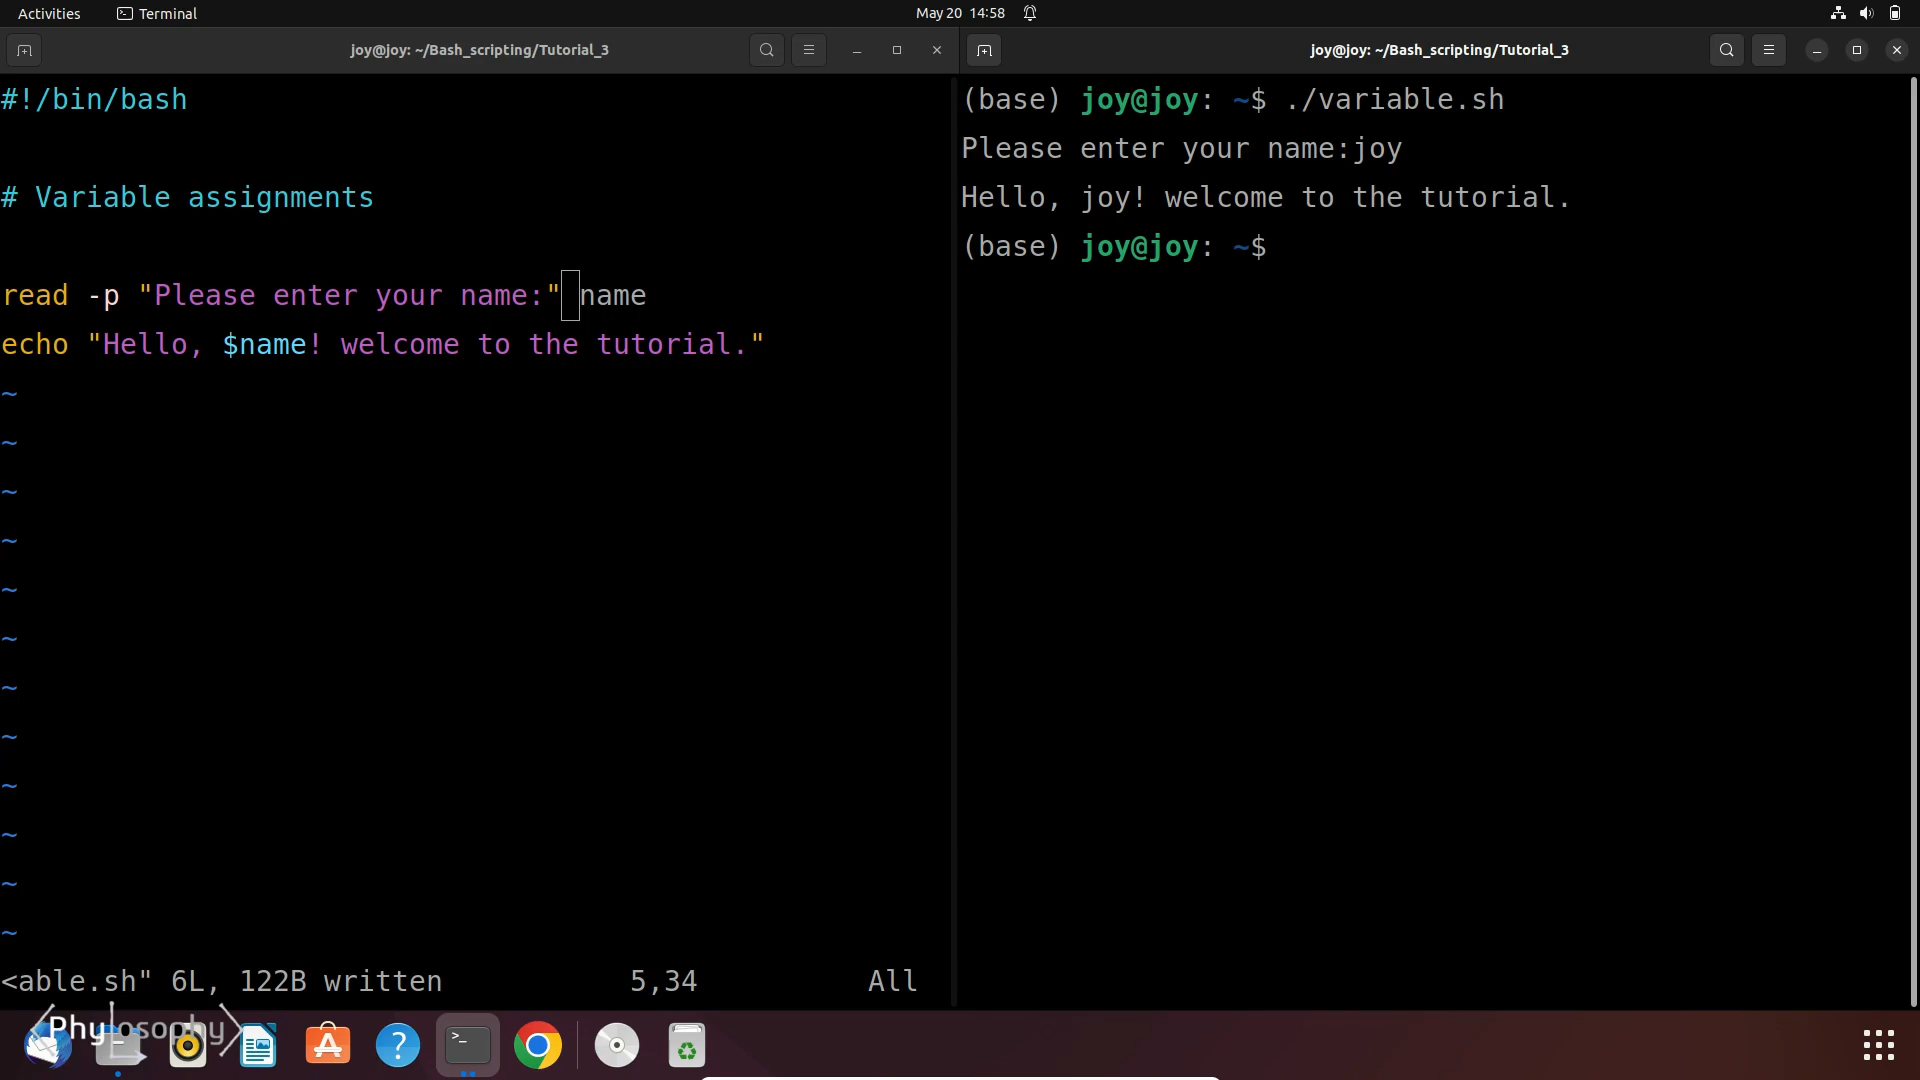 Activities Terminal May 20 14:58
joy@joy: ~/Bash_scripting/Tutorial_3
#!/bin/bash
# Variable assignments
read -p "Please enter your name:" name
echo "Hello, $name! welcome to the tutorial."
~
~
~
~
~
~
~
~
~
~
~
~
<able.sh" 6L, 122B written 5,34 All
joy@joy: ~/Bash_scripting/Tutorial_3
(base) joy@joy: ~$ ./variable.sh
Please enter your name:joy
Hello, joy! welcome to the tutorial.
(base) joy@joy: ~$
Phylosophy